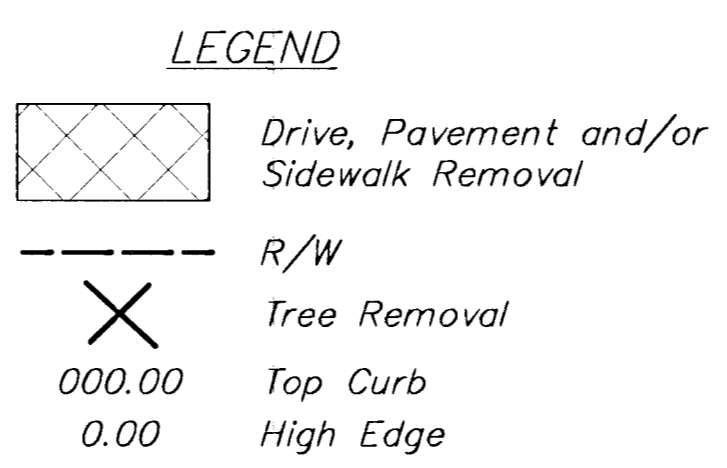 LEGEND
Drive, Pavement and/or
Sidewalk Removal
R/W
Tree Removal
000.00 Top Curb
0.00 High Edge